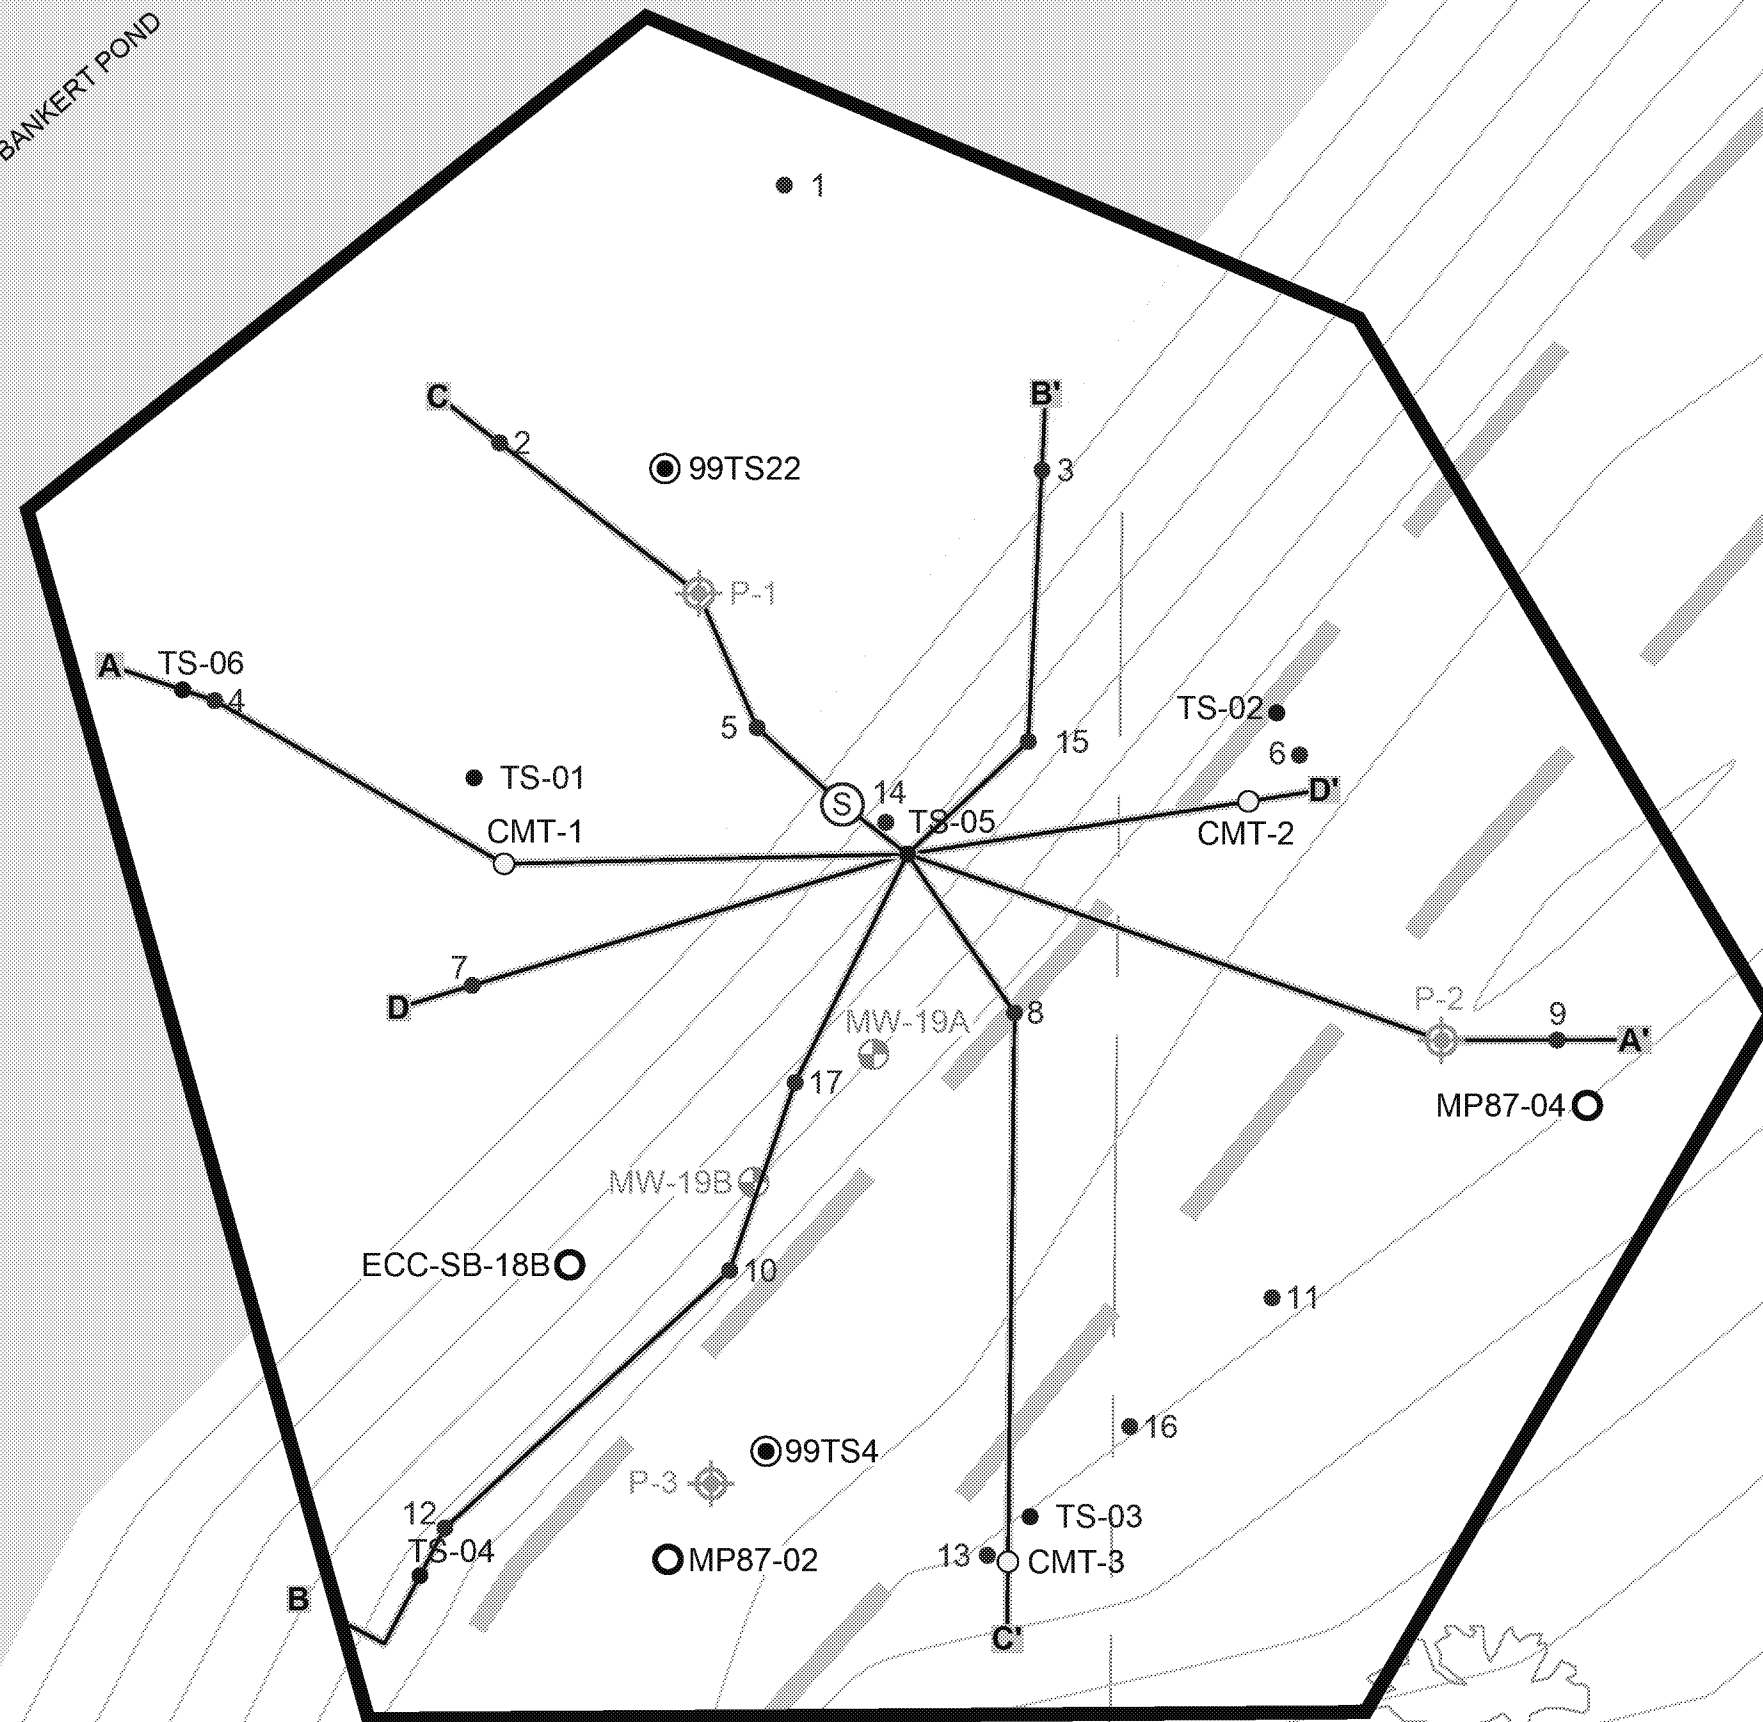 BANKERT POND
1
C
B'
2
99TS22
3
P-1
A
TS-06
4
5
15
TS-02
6
TS-01
S
14
D'
TS-05
CMT-1
CMT-2
7
D
P-2
8
9
MW-19A
A'
17
MP87-04
MW-19B
ECC-SB-18B
10
11
16
99TS4
P-3
12
TS-03
TS-04
13
CMT-3
MP87-02
B
C'